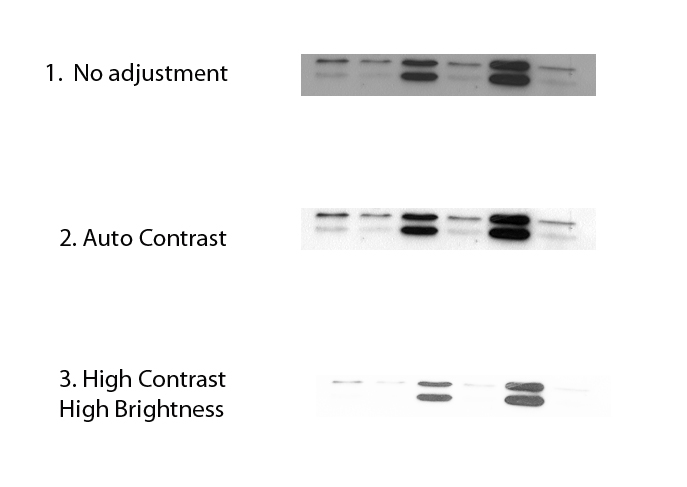 1. No adjustment
2. Auto Contrast
3. High Contrast
High Brightness